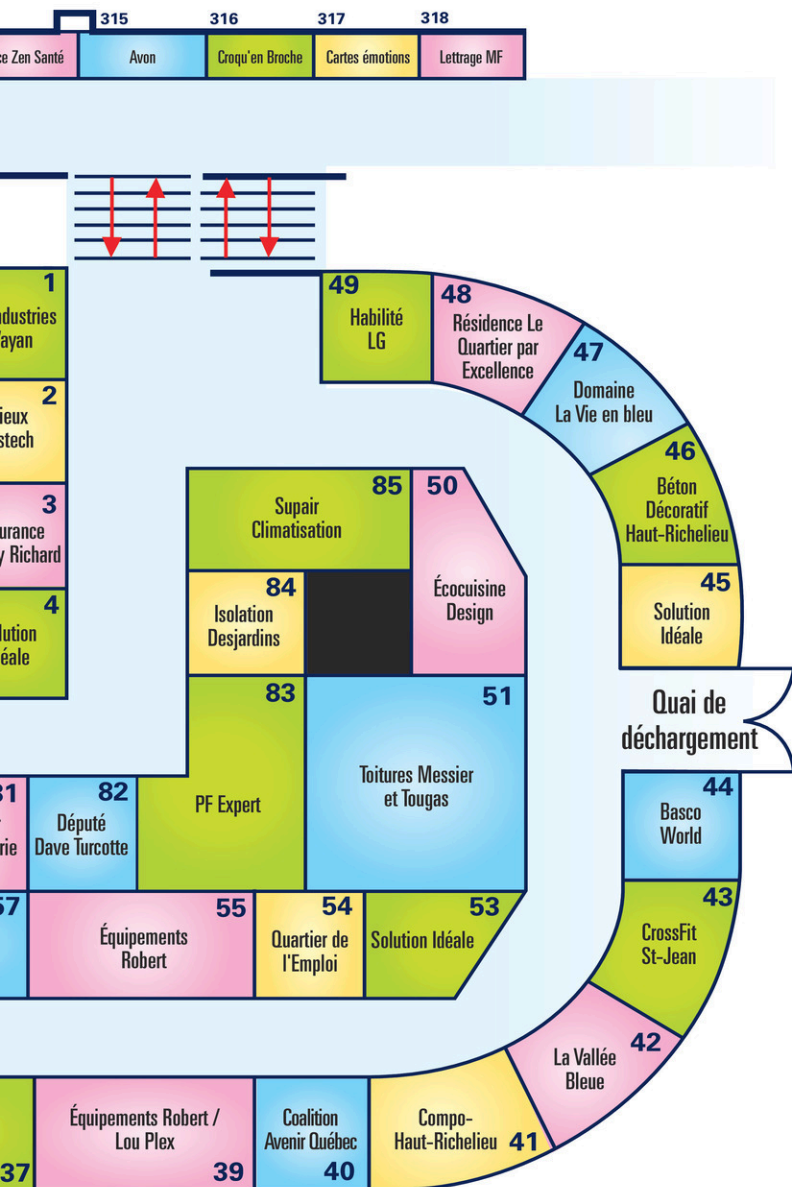 315
316
317
318
Zen Santé
Avon
Croqu'en Broche
Cartes émotions
Lettrage MF
1
2
3
Richard
4
49
Habilité
LG
48
Résidence Le
Quartier par
Excellence
47
Domaine
La Vie en bleu
46
Béton
Décoratif
Haut-Richelieu
45
Solution
Idéale
Quai de
déchargement
85
Supair
Climatisation
50
Écocuisine
Design
84
Isolation
Desjardins
83
PF Expert
51
Toitures Messier
et Tougas
82
Député
Dave Turcotte
44
Basco
World
55
Équipements
Robert
54
Quartier de
l'Emploi
53
Solution Idéale
43
CrossFit
St-Jean
42
La Vallée
Bleue
37
Équipements Robert /
Lou Plex
39
Coalition
Avenir Québec
40
Compo-
Haut-Richelieu
41